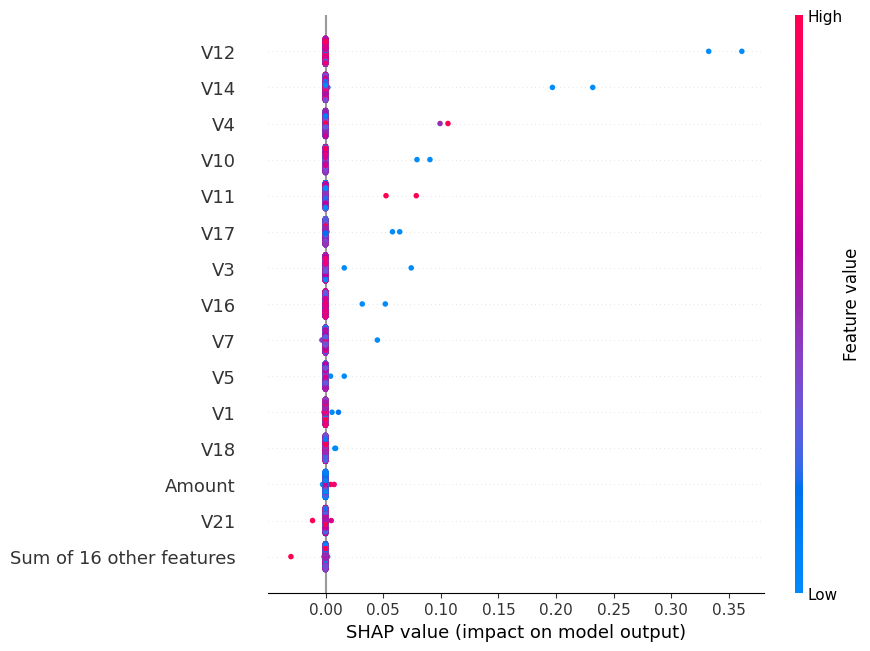 High
V12
V14
V4
V10
V11
V17
V3
V16
V7
V5
V1
V18
Amount
V21
Sum of 16 other features
Feature value
Low
0.00 0.05 0.10 0.15 0.20 0.25 0.30 0.35
SHAP value (impact on model output)